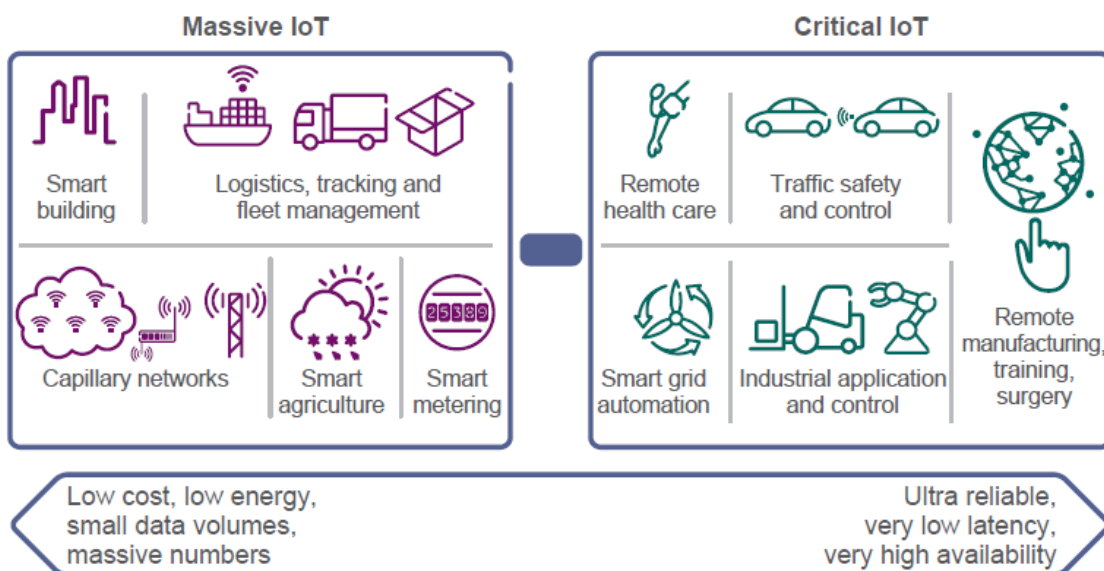 Massive IoT
Critical IoT
Smart
building
Logistics, tracking and
fleet management
Capillary networks
Smart
agriculture
25389
Smart
metering
Remote
health care
Traffic safety
and control
Smart grid
automation
Industrial application
and control
Remote
manufacturing,
training,
surgery
Low cost, low energy,
small data volumes,
massive numbers
Ultra reliable,
very low latency,
very high availability